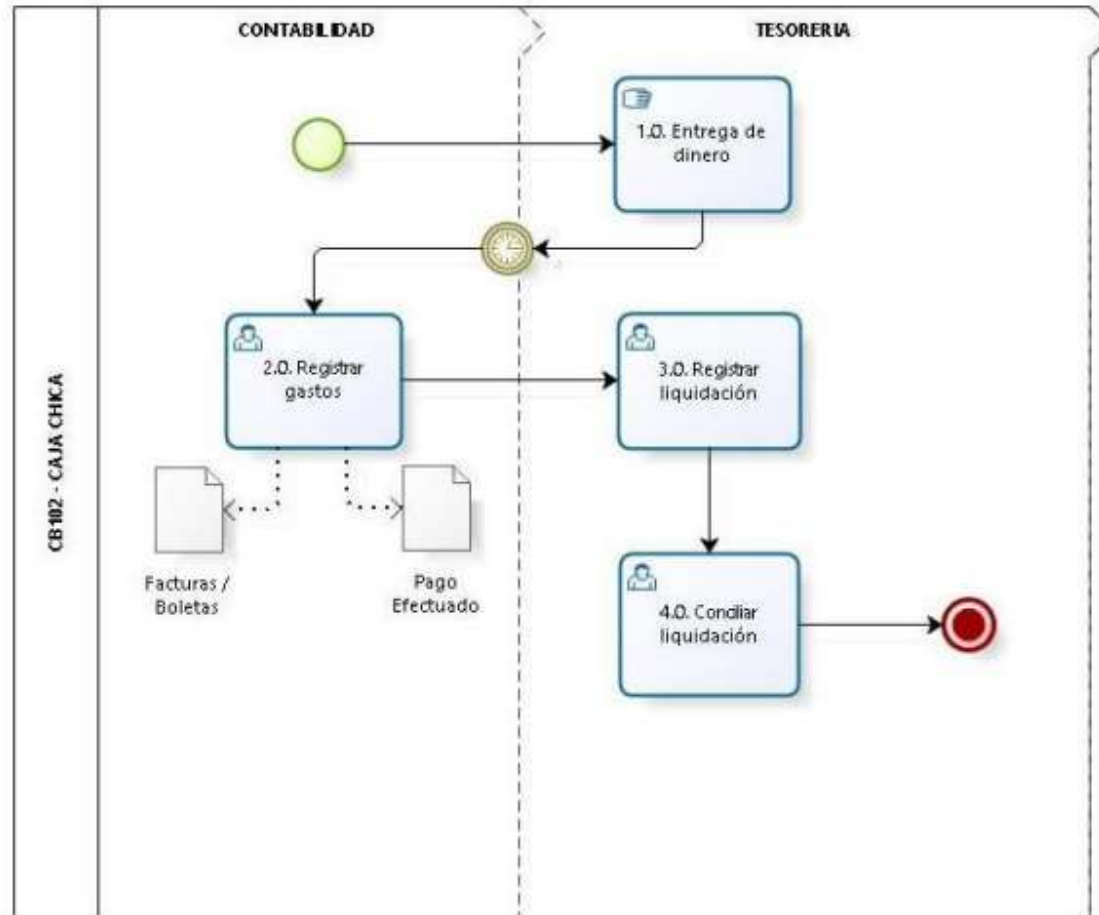 CONTABILIDAD
TESORERIA
CB102 - CAJA CHICA
1.0. Entrega de
dinero
2.0. Registrar
gastos
3.0. Registrar
liquidación
Facturas /
Boletas
Pago
Efectuado
4.0. Conciliar
liquidación